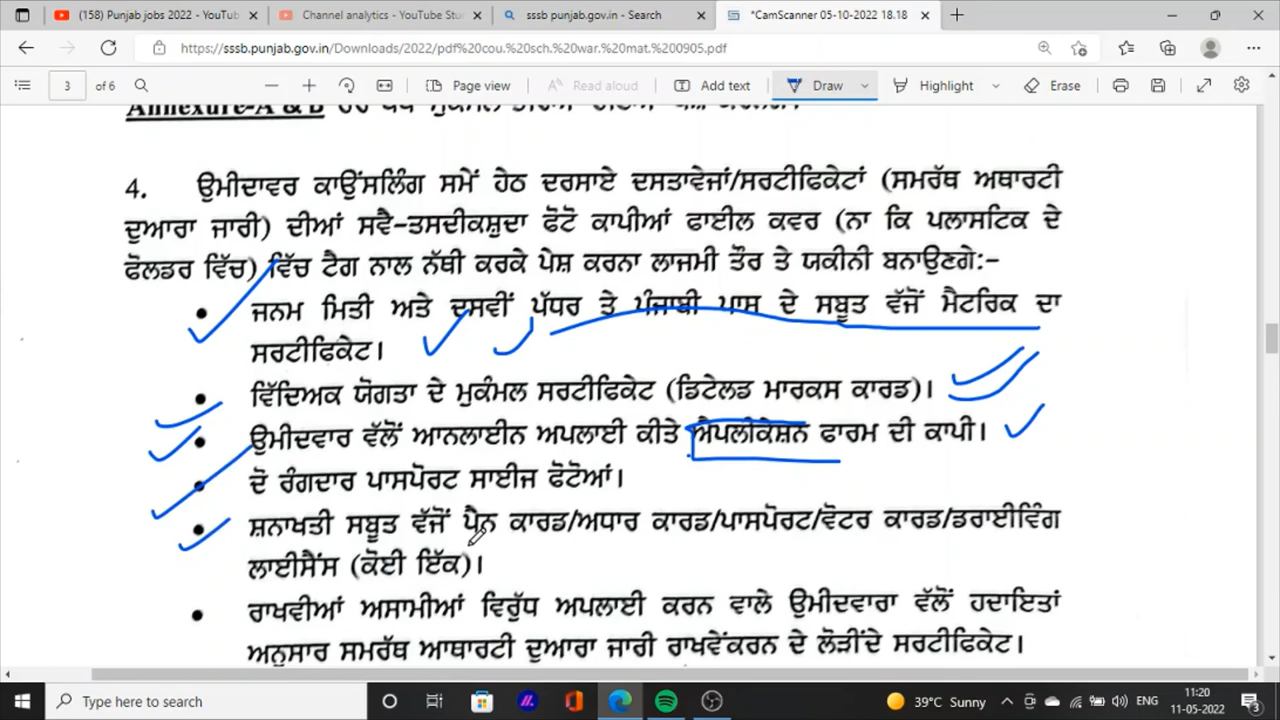 (158) Punjab jobs 2022 - YouTub
Channel analytics - YouTube Stu
sssb punjab.gov.in - Search
*CamScanner 05-10-2022 18.18
https://sssb.punjab.gov.in/Downloads/2022/pdf%20cou.%20sch.%20war.%20mat.%200905.pdf
3 of 6
Page view
Read aloud
Add text
Draw
Highlight
Erase
Annexure-A & B
4. ਉਮੀਦਾਵਰ ਕਾਉਂਸਲਿੰਗ ਸਮੇਂ ਹੇਠ ਦਰਸਾਏ ਦਸਤਾਵੇਜਾਂ/ਸਰਟੀਫਿਕੇਟਾਂ (ਸਮਰੱਥ ਅਥਾਰਟੀ
ਦੁਆਰਾ ਜਾਰੀ) ਦੀਆਂ ਸਵੈ-ਤਸਦੀਕਸ਼ੁਦਾ ਫੋਟੋ ਕਾਪੀਆਂ ਫਾਈਲ ਕਵਰ (ਨਾ ਕਿ ਪਲਾਸਟਿਕ ਦੇ
ਫੋਲਡਰ ਵਿੱਚ) ਵਿੱਚ ਟੈਗ ਨਾਲ ਨੱਥੀ ਕਰਕੇ ਪੇਸ਼ ਕਰਨਾ ਲਾਜਮੀ ਤੌਰ ਤੇ ਯਕੀਨੀ ਬਨਾਉਣਗੇ:-
• ਜਨਮ ਮਿਤੀ ਅਤੇ ਦਸਵੀਂ ਪੱਧਰ ਤੇ ਪੰਜਾਬੀ ਪਾਸ ਦੇ ਸਬੂਤ ਵੱਜੋਂ ਮੈਟਰਿਕ ਦਾ
ਸਰਟੀਫਿਕੇਟ।
• ਵਿੱਦਿਅਕ ਯੋਗਤਾ ਦੇ ਮੁਕੰਮਲ ਸਰਟੀਫਿਕੇਟ (ਡਿਟੇਲਡ ਮਾਰਕਸ ਕਾਰਡ)।
• ਉਮੀਦਵਾਰ ਵੱਲੋਂ ਆਨਲਾਈਨ ਅਪਲਾਈ ਕੀਤੇ ਐਪਲੀਕੇਸ਼ਨ ਫਾਰਮ ਦੀ ਕਾਪੀ।
• ਦੋ ਰੰਗਦਾਰ ਪਾਸਪੋਰਟ ਸਾਈਜ ਫੋਟੋਆਂ।
• ਸ਼ਨਾਖਤੀ ਸਬੂਤ ਵੱਜੋਂ ਪੈਨ ਕਾਰਡ/ਅਧਾਰ ਕਾਰਡ/ਪਾਸਪੋਰਟ/ਵੋਟਰ ਕਾਰਡ/ਡਰਾਈਵਿੰਗ
ਲਾਈਸੈਂਸ (ਕੋਈ ਇੱਕ)।
• ਰਾਖਵੀਆਂ ਅਸਾਮੀਆਂ ਵਿਰੁੱਧ ਅਪਲਾਈ ਕਰਨ ਵਾਲੇ ਉਮੀਦਵਾਰਾ ਵੱਲੋਂ ਹਦਾਇਤਾਂ
ਅਨੁਸਾਰ ਸਮਰੱਥ ਆਥਾਰਟੀ ਦੁਆਰਾ ਜਾਰੀ ਰਾਖਵੇਂਕਰਨ ਦੇ ਲੋੜੀਂਦੇ ਸਰਟੀਫਿਕੇਟ।
Type here to search
39°C Sunny
ENG
11:20
11-05-2022
3